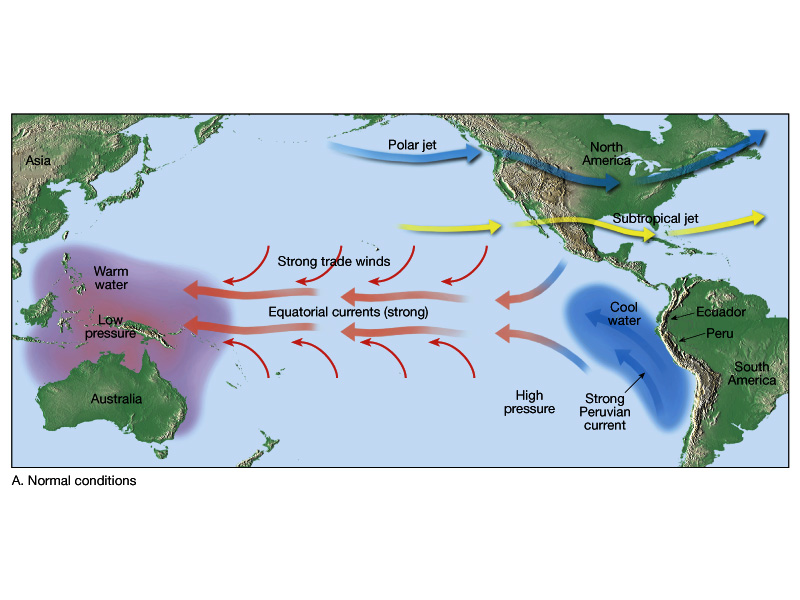 Polar jet
North
America
Asia
Subtropical jet
Strong trade winds
Warm
water
Equatorial currents (strong)
Cool
water
Ecuador
Low
pressure
Peru
South
America
Australia
High
pressure
Strong
Peruvian
current
A. Normal conditions